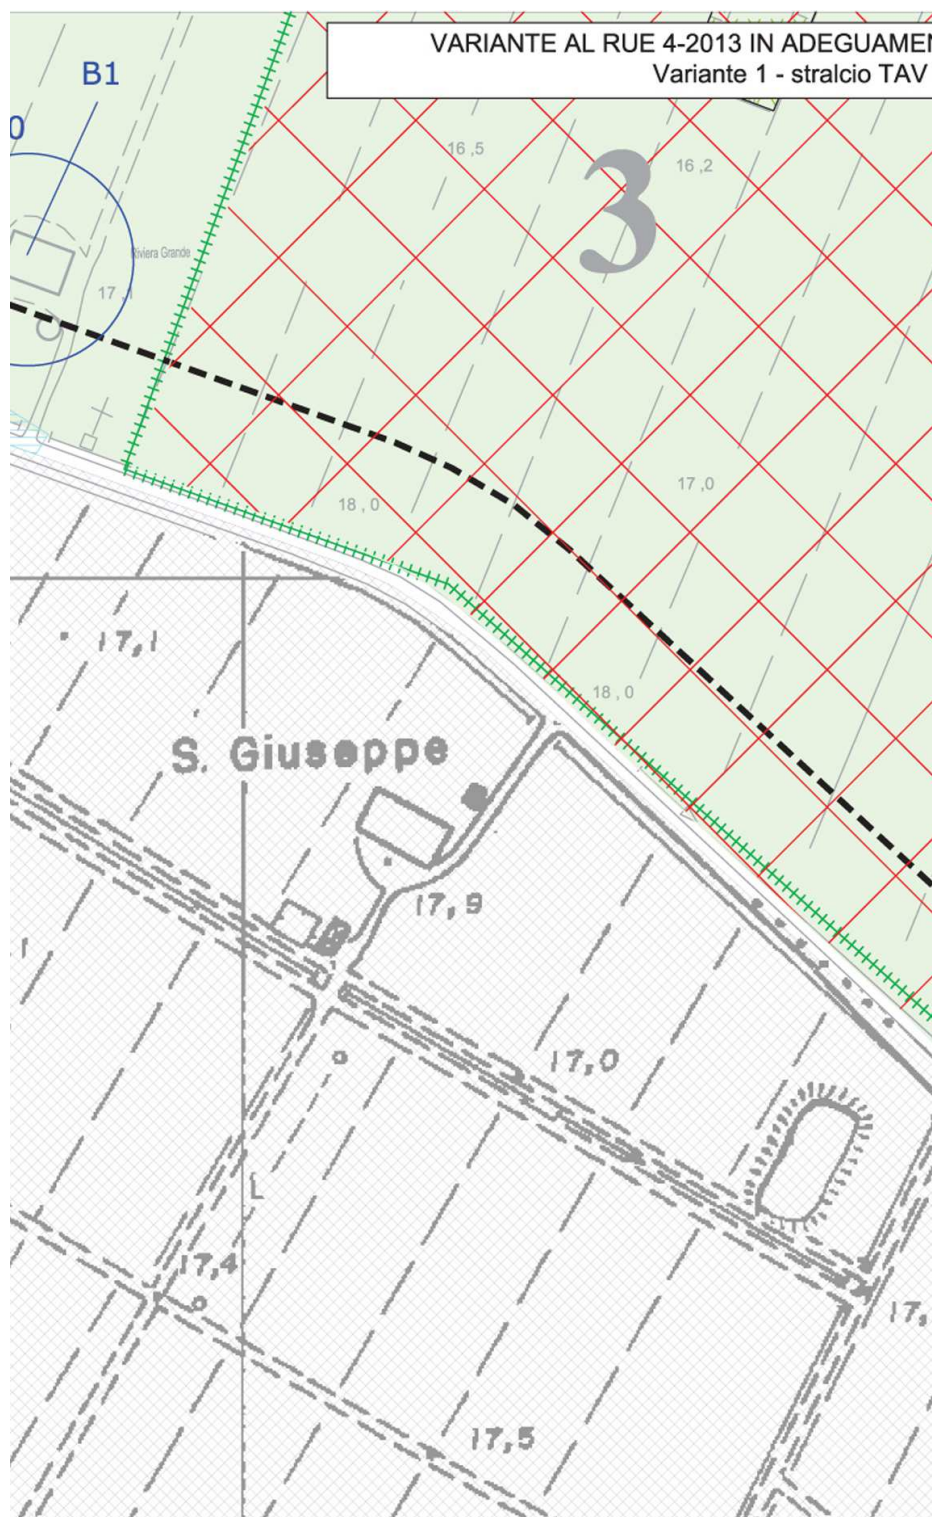 VARIANTE AL RUE 4-2013 IN ADEGUAMEN
Variante 1 - stralcio TAV
B1
0
16,5
3
16,2
Riviera Grande
17,1
18,0
17,0
17,1
18,0
S. Giuseppe
17,9
17,0
L
17,4
17,
17,5